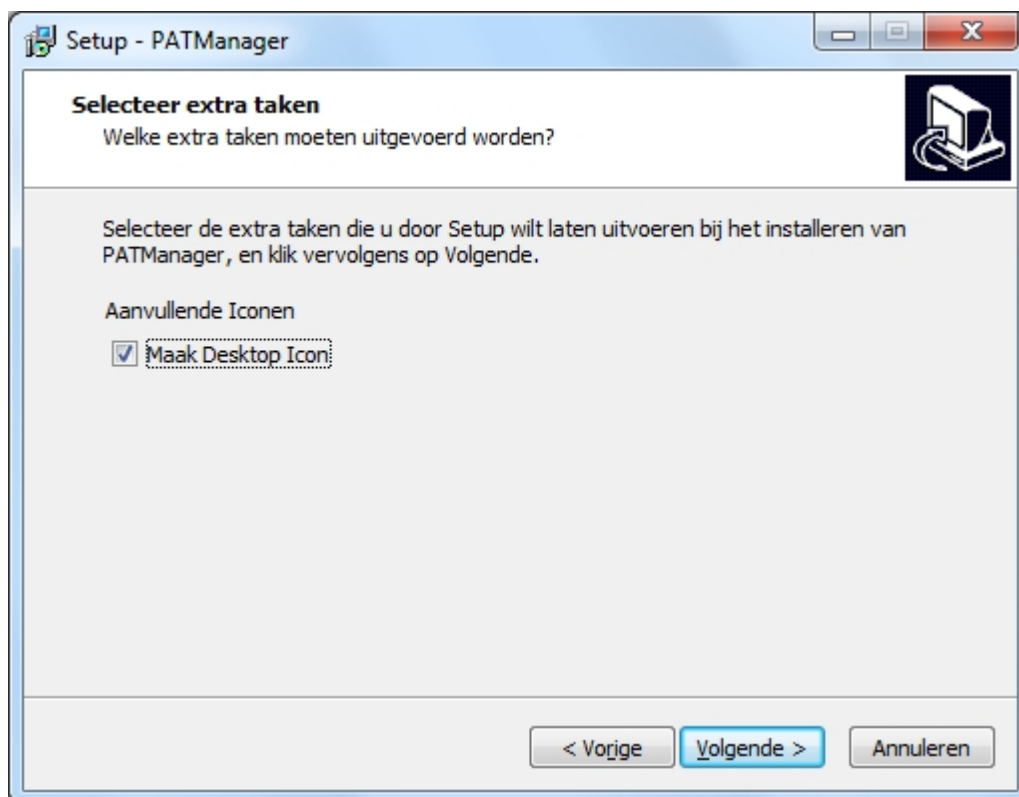 Setup - PATManager
Selecteer extra taken
Welke extra taken moeten uitgevoerd worden?
Selecteer de extra taken die u door Setup wilt laten uitvoeren bij het installeren van
PATManager, en klik vervolgens op Volgende.
Aanvullende Iconen
Maak Desktop Icon
< Vorige
Volgende >
Annuleren